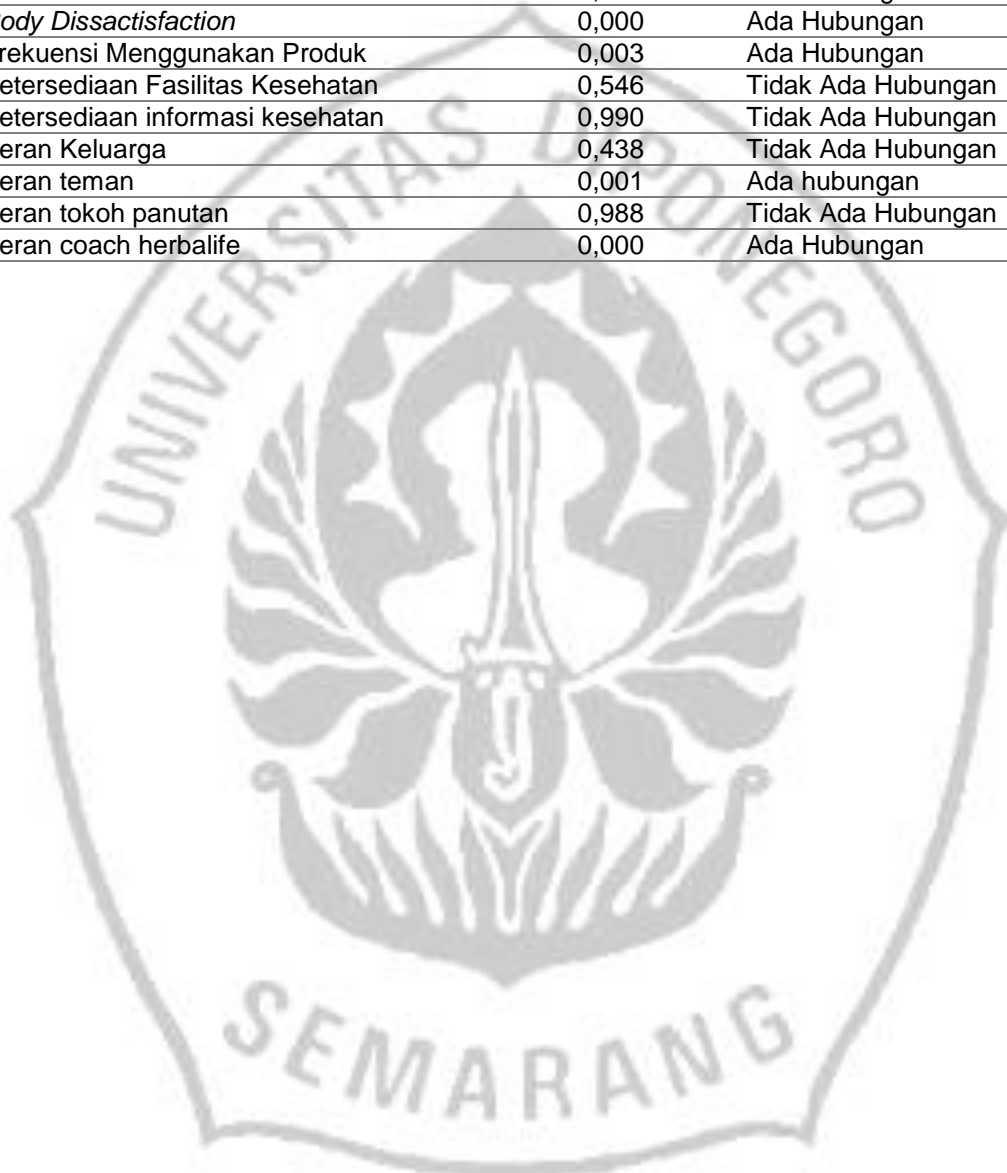 ody Dissactisfaction 0,000 Ada Hubungan
rekuensi Menggunakan Produk 0,003 Ada Hubungan
etersediaan Fasilitas Kesehatan 0,546 Tidak Ada Hubungan
etersediaan informasi kesehatan 0,990 Tidak Ada Hubungan
eran Keluarga 0,438 Tidak Ada Hubungan
eran teman 0,001 Ada hubungan
eran tokoh panutan 0,988 Tidak Ada Hubungan
eran coach herbalife 0,000 Ada Hubungan
UNIVERSITAS DIPONEGORO
SEMARANG